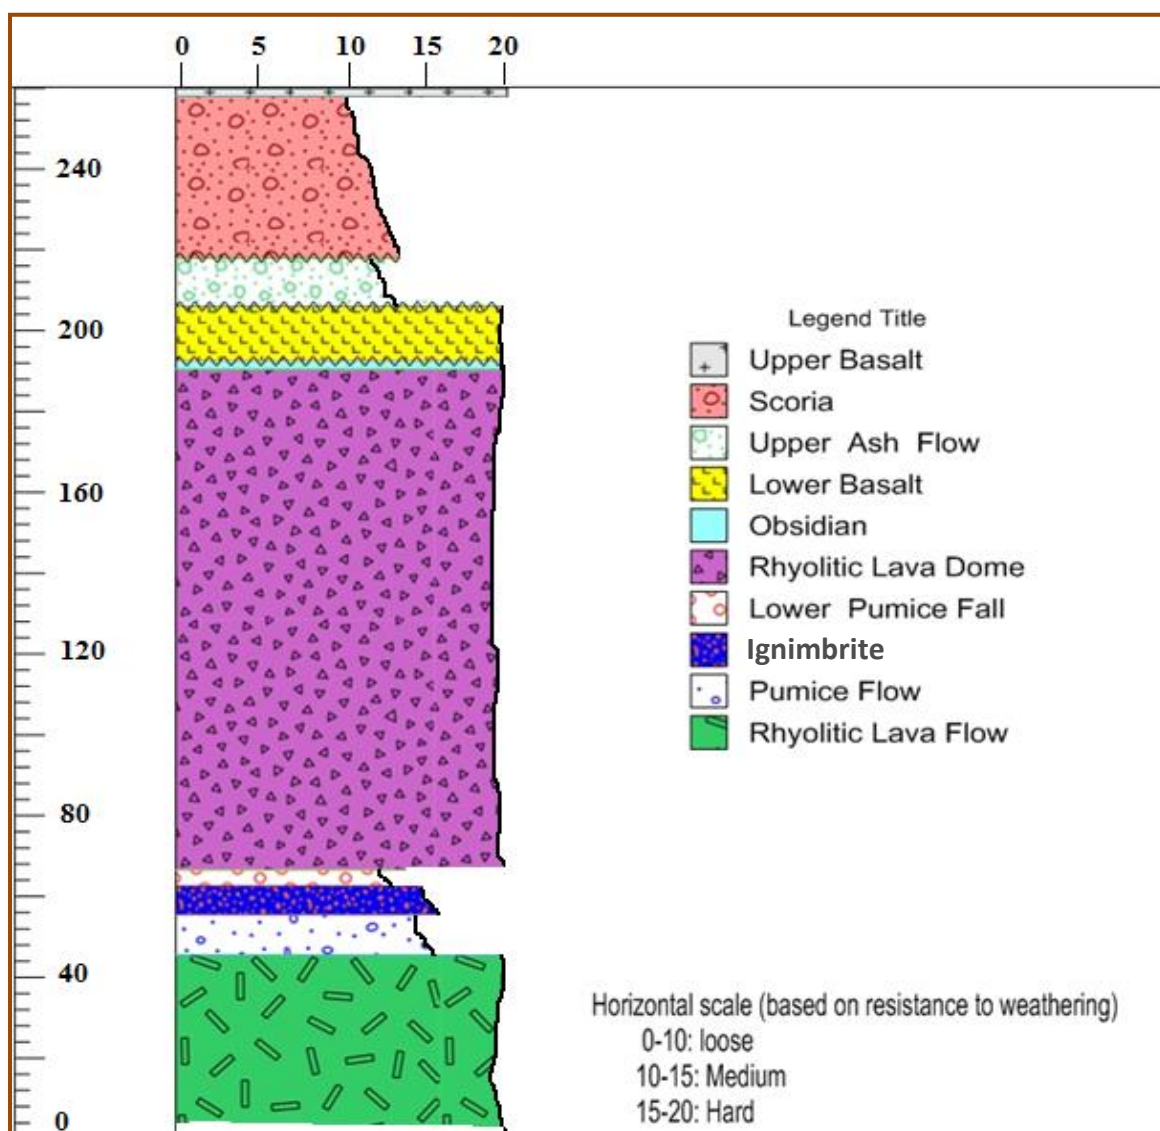 0 5 10 15 20
240
200
160
120
80
40
0
Legend Title
Upper Basalt
Scoria
Upper Ash Flow
Lower Basalt
Obsidian
Rhyolitic Lava Dome
Lower Pumice Fall
Ignimbrite
Pumice Flow
Rhyolitic Lava Flow
Horizontal scale (based on resistance to weathering)
0-10: loose
10-15: Medium
15-20: Hard